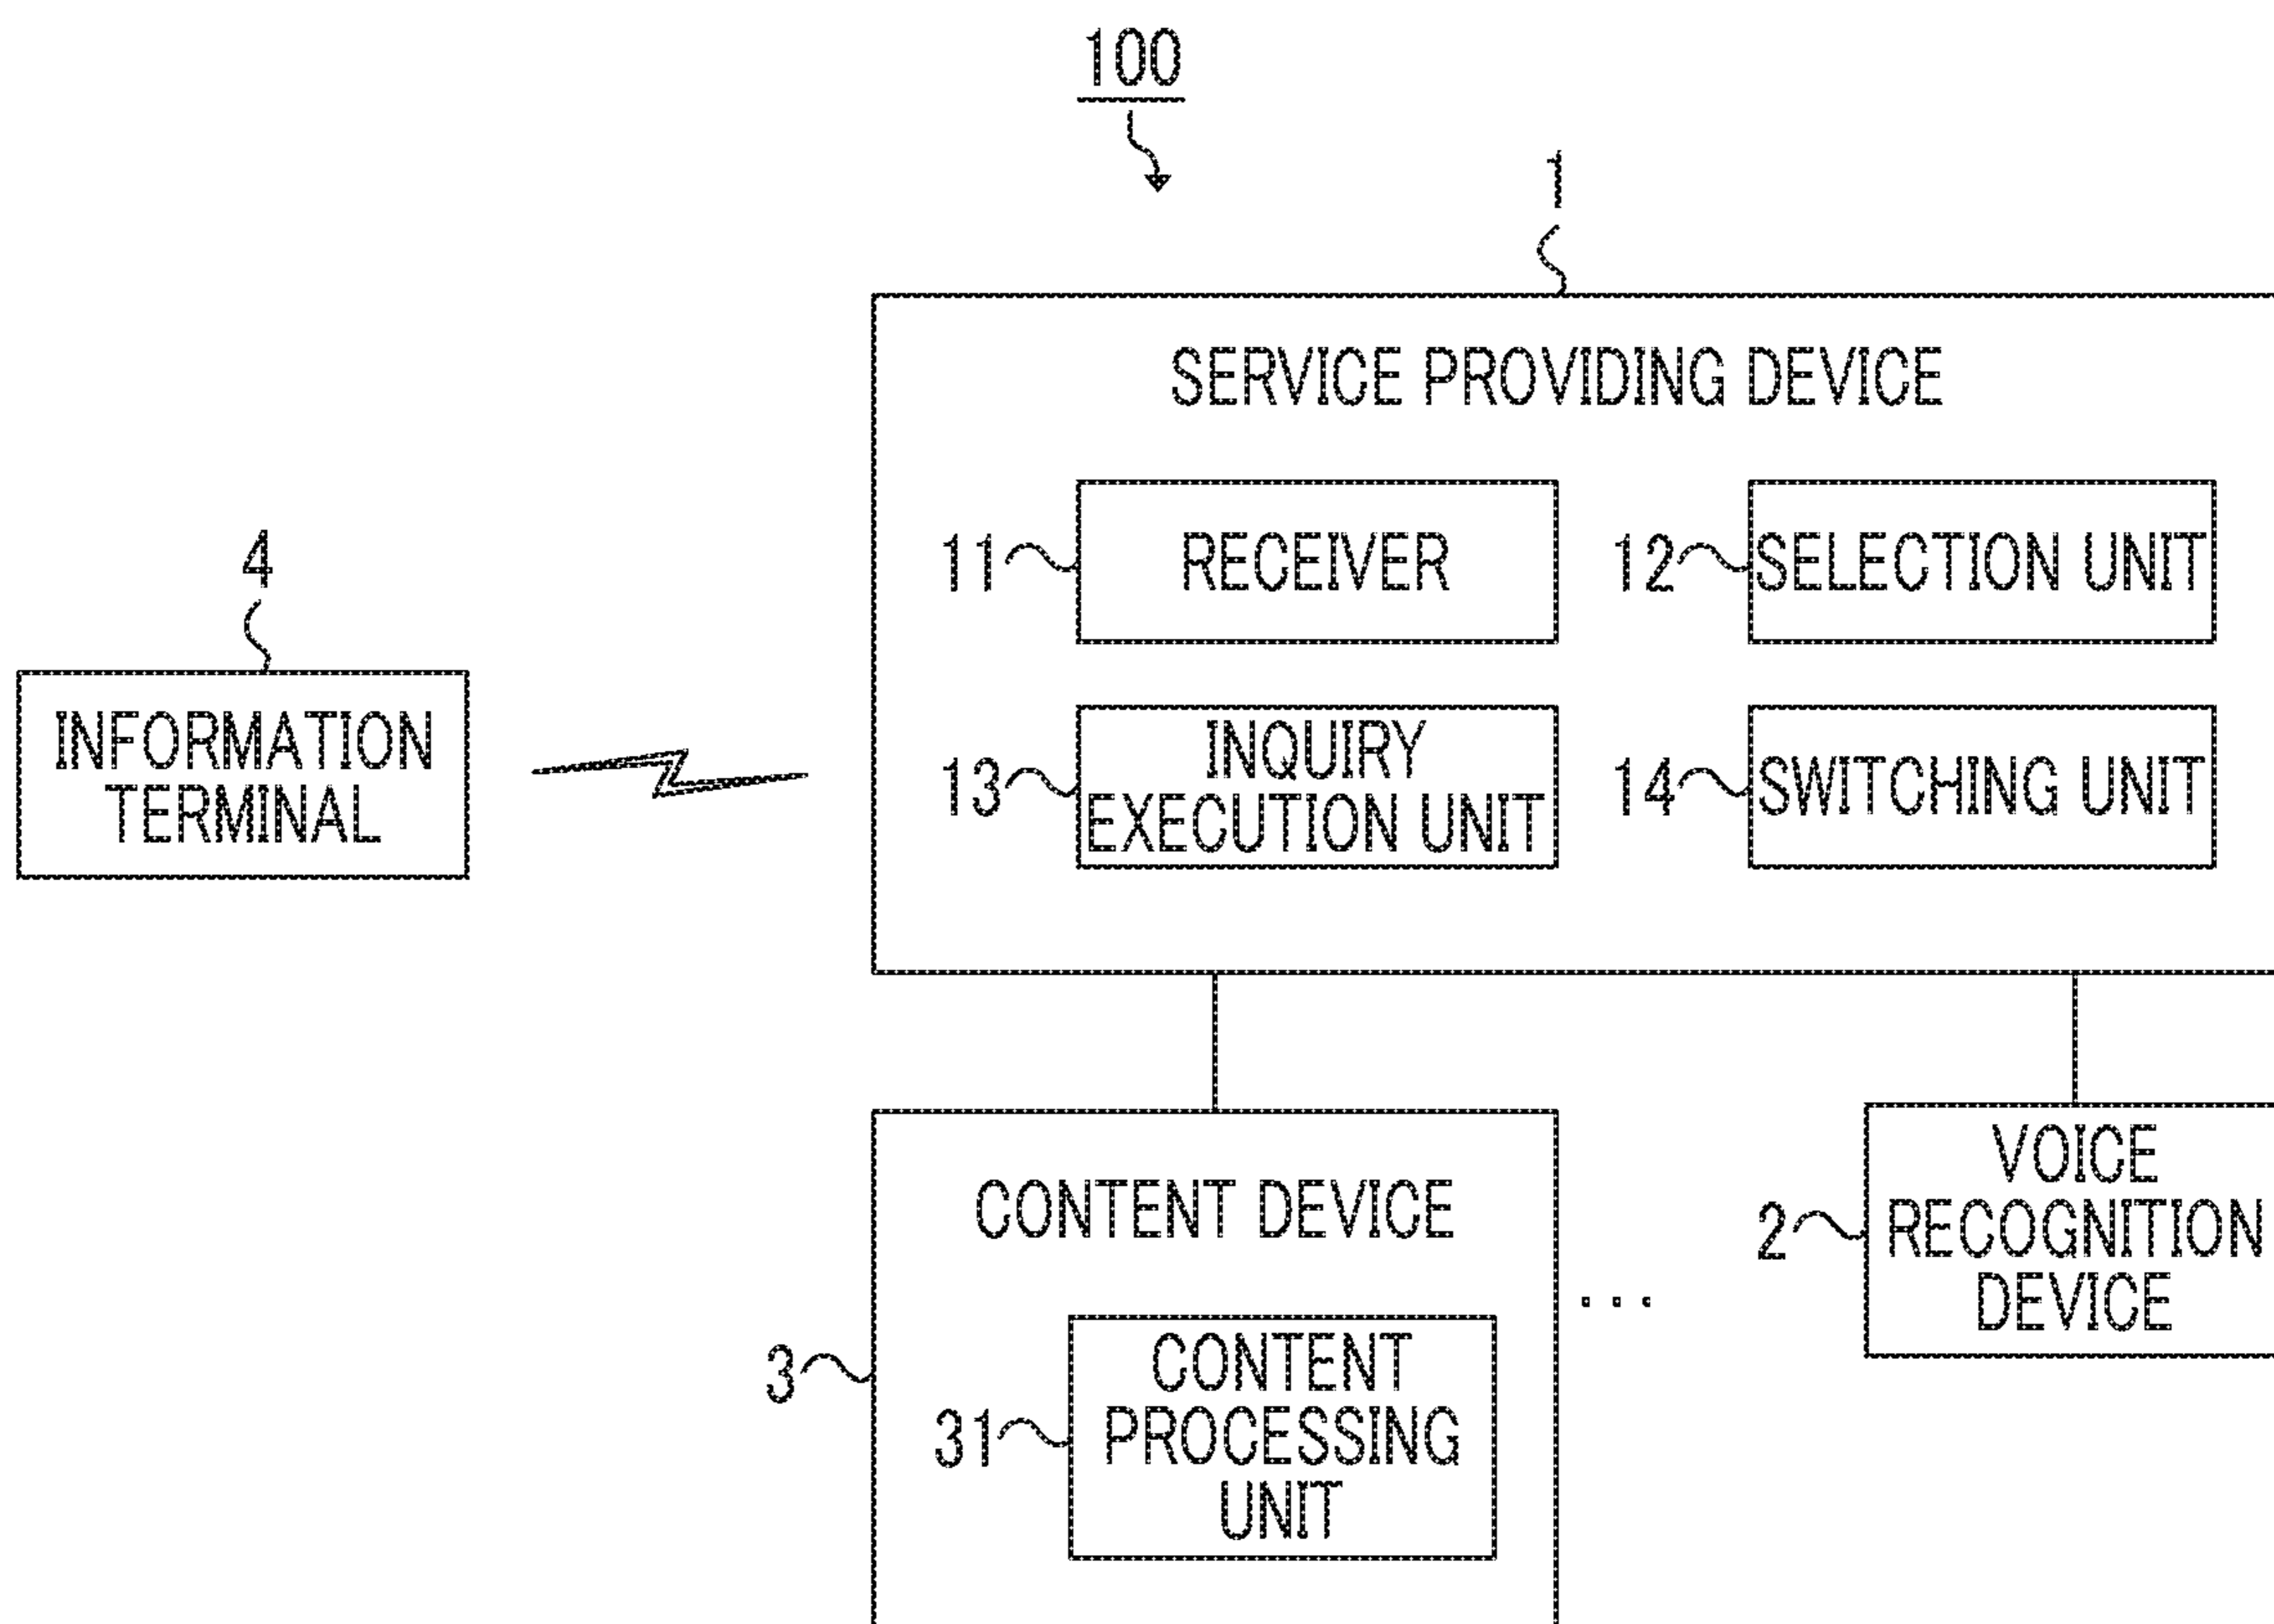 100
1
SERVICE PROVIDING DEVICE
11
RECEIVER
12
SELECTION UNIT
4
INFORMATION
TERMINAL
13
INQUIRY
EXECUTION UNIT
14
SWITCHING UNIT
3
CONTENT DEVICE
31
CONTENT
PROCESSING
UNIT
...
2
VOICE
RECOGNITION
DEVICE